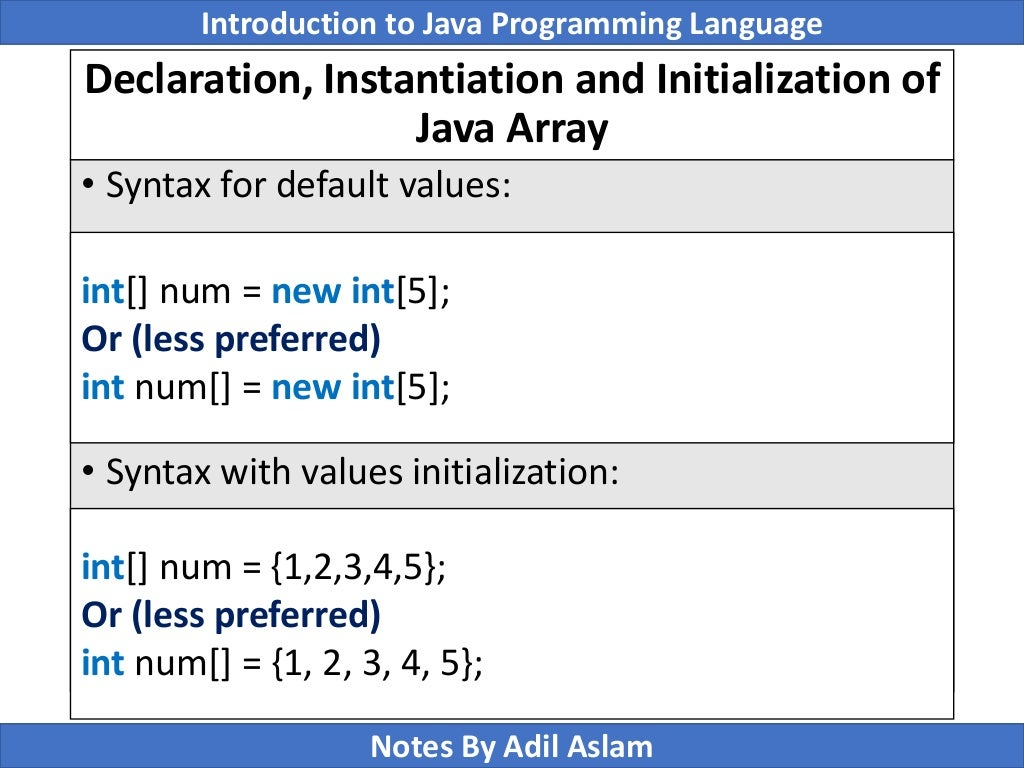 Introduction to Java Programming Language
Declaration, Instantiation and Initialization of
Java Array
• Syntax for default values:
int[] num = new int[5];
Or (less preferred)
int num[] = new int[5];
• Syntax with values initialization:
int[] num = {1,2,3,4,5};
Or (less preferred)
int num[] = {1, 2, 3, 4, 5};
Notes By Adil Aslam